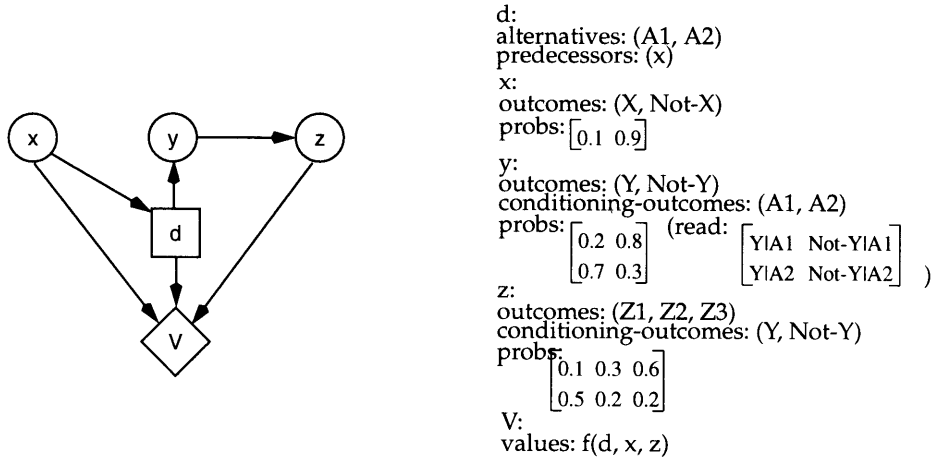 x
y
z
d
V
d:
alternatives: (A1, A2)
predecessors: (x)
x:
outcomes: (X, Not-X)
probs: [0.1 0.9]
y:
outcomes: (Y, Not-Y)
conditioning-outcomes: (A1, A2)
probs: [0.2 0.8 (read: [Y|A1 Not-Y|A1
0.7 0.3] Y|A2 Not-Y|A2] )
z:
outcomes: (Z1, Z2, Z3)
conditioning-outcomes: (Y, Not-Y)
probs:
[0.1 0.3 0.6
0.5 0.2 0.2]
V:
values: f(d, x, z)